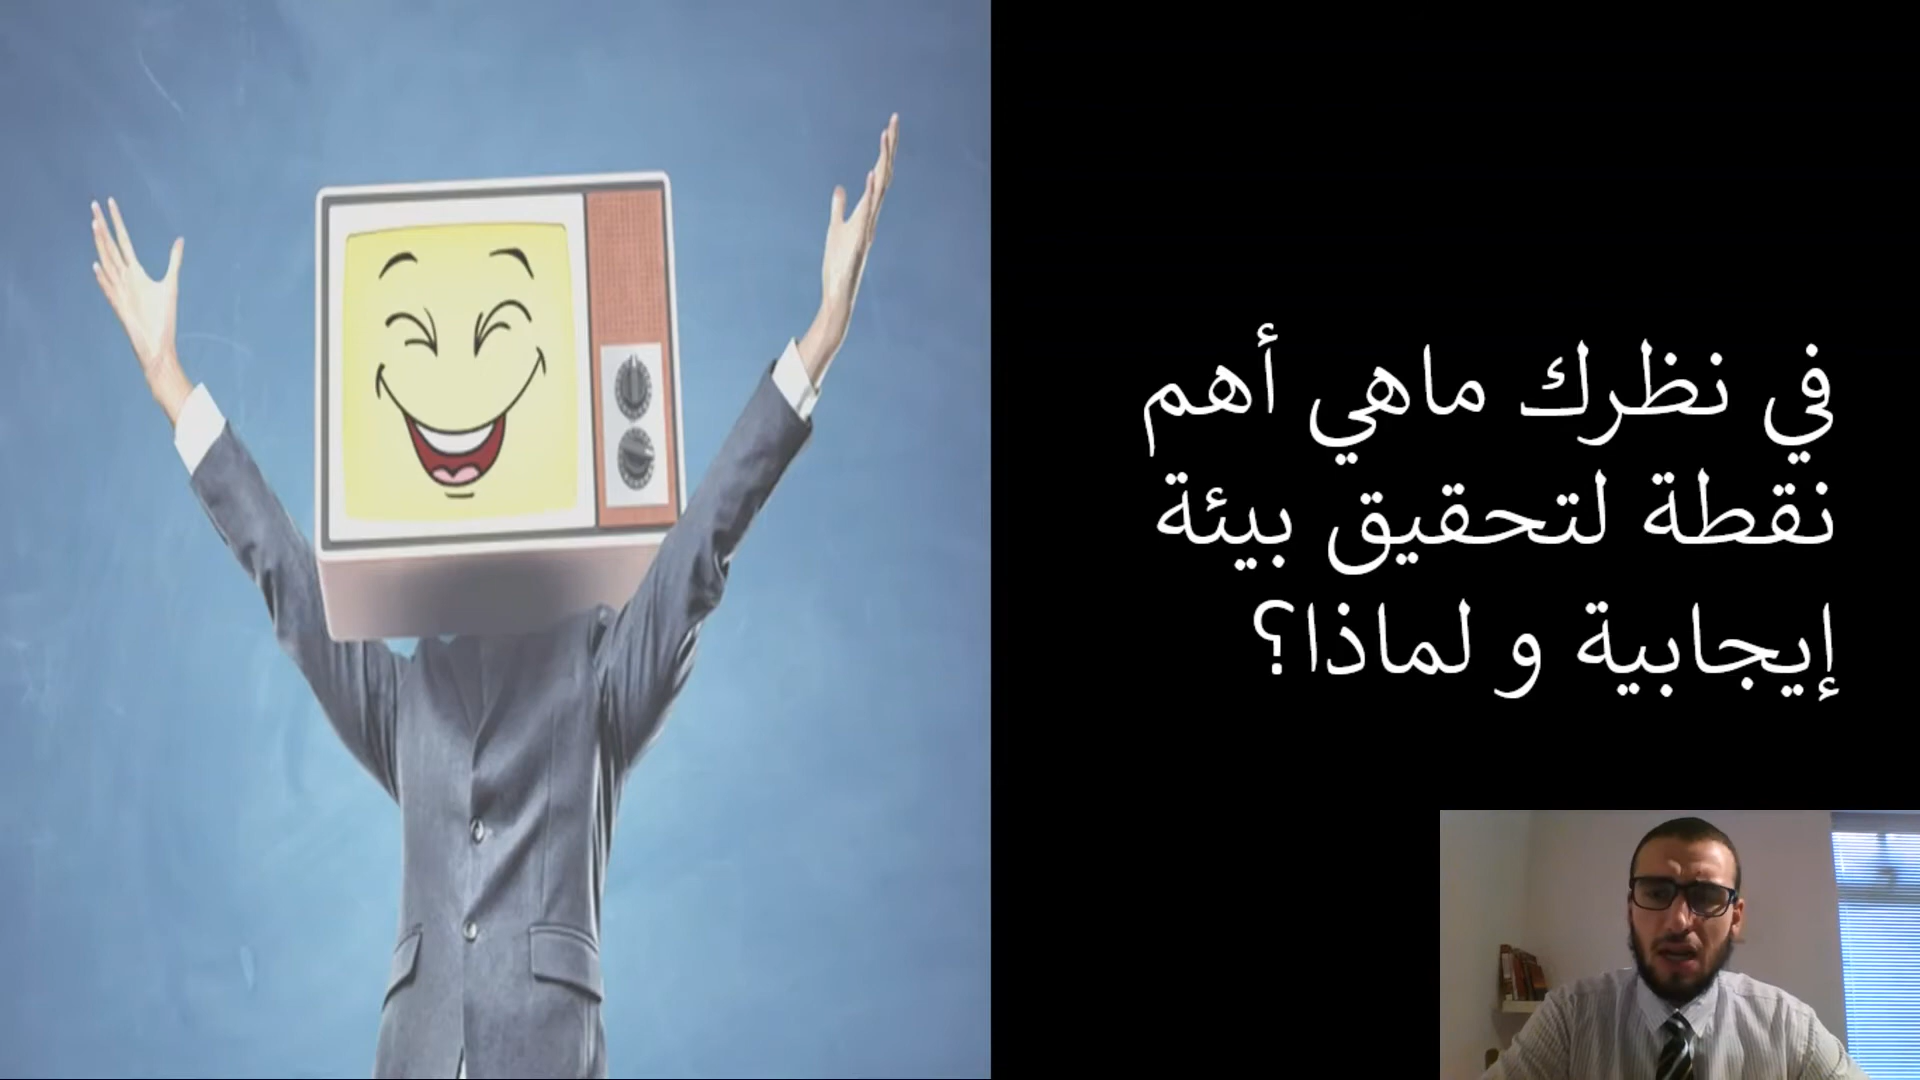 في نظرك ماهي أهم
نقطة لتحقيق بيئة
إيجابية و لماذا؟